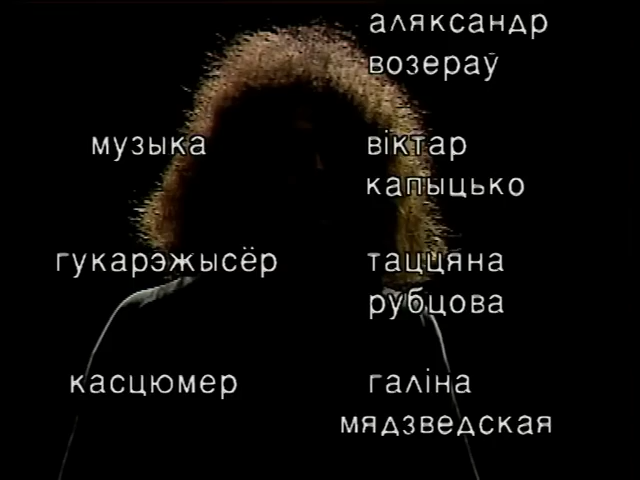 аляксандр
возераў
музыка віктар
капыцько
гукарэжысёр таццяна
рубцова
касцюмер галіна
мядзведская